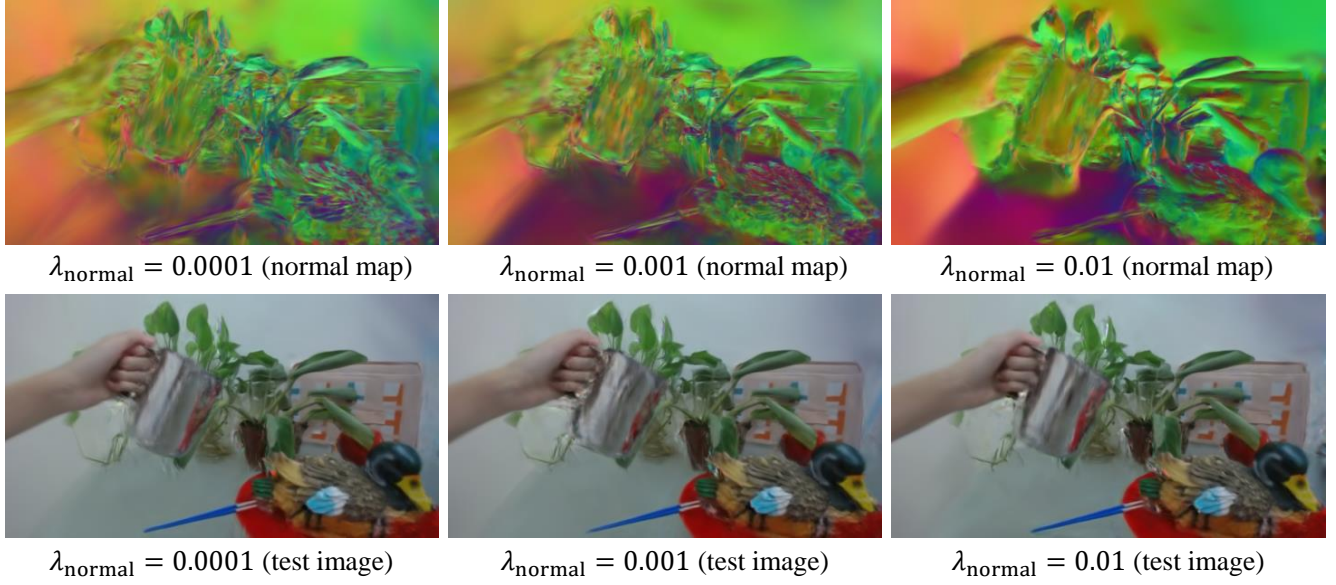 λnormal = 0.0001 (normal map) λnormal = 0.001 (normal map) λnormal = 0.01 (normal map)
λnormal = 0.0001 (test image) λnormal = 0.001 (test image) λnormal = 0.01 (test image)